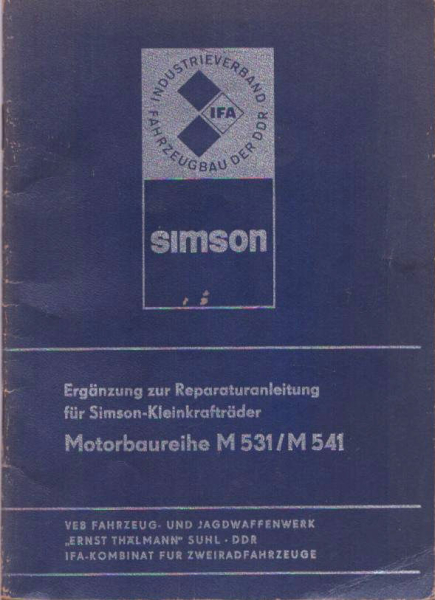 INDUSTRIEVERBAND
FAHRZEUGBAU DER DDR
IFA
simson
Ergänzung zur Reparaturanleitung
für Simson-Kleinkrafträder
Motorbaureihe M 531/M 541
VEB FAHRZEUG- UND JAGDWAFFENWERK
„ERNST THÄLMANN" SUHL - DDR
IFA-KOMBINAT FÜR ZWEIRADFAHRZEUGE